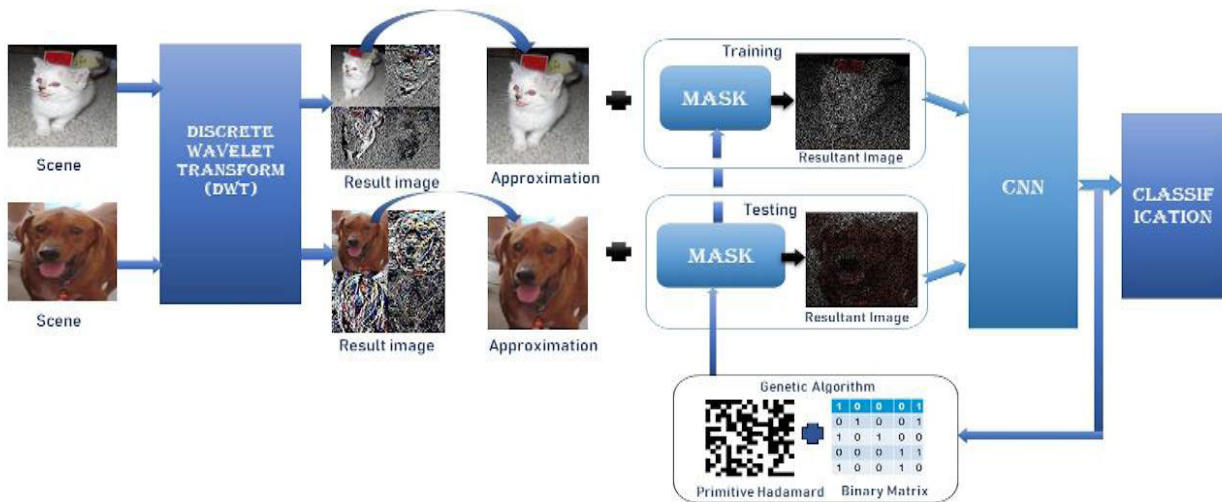 Scene
Scene
DISCRETE
WAVELET
TRANSFORM
(DWT)
Result image
Result image
Approximation
Approximation
Training
MASK
Resultant Image
Testing
MASK
Resultant Image
CNN
CLASSIF
ICATION
Genetic Algorithm
Primitive Hadamard
1 0 0 0 1
0 1 0 0 1
1 0 1 0 0
0 0 0 1 1
1 0 0 1 0
Binary Matrix